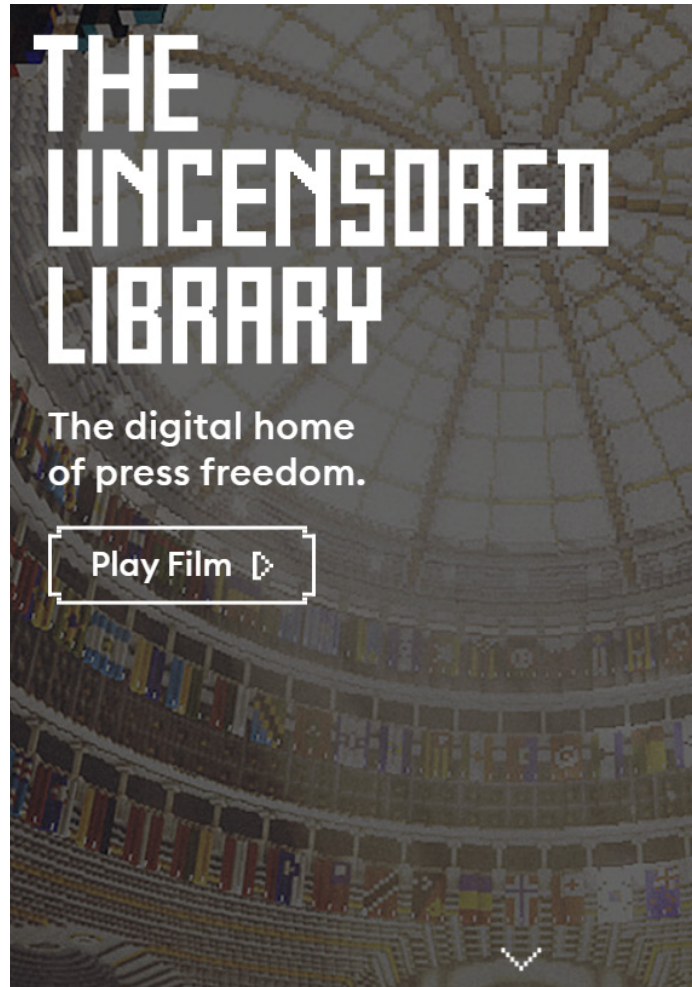 THE
UNCENSORED
LIBRARY
The digital home
of press freedom.
Play Film